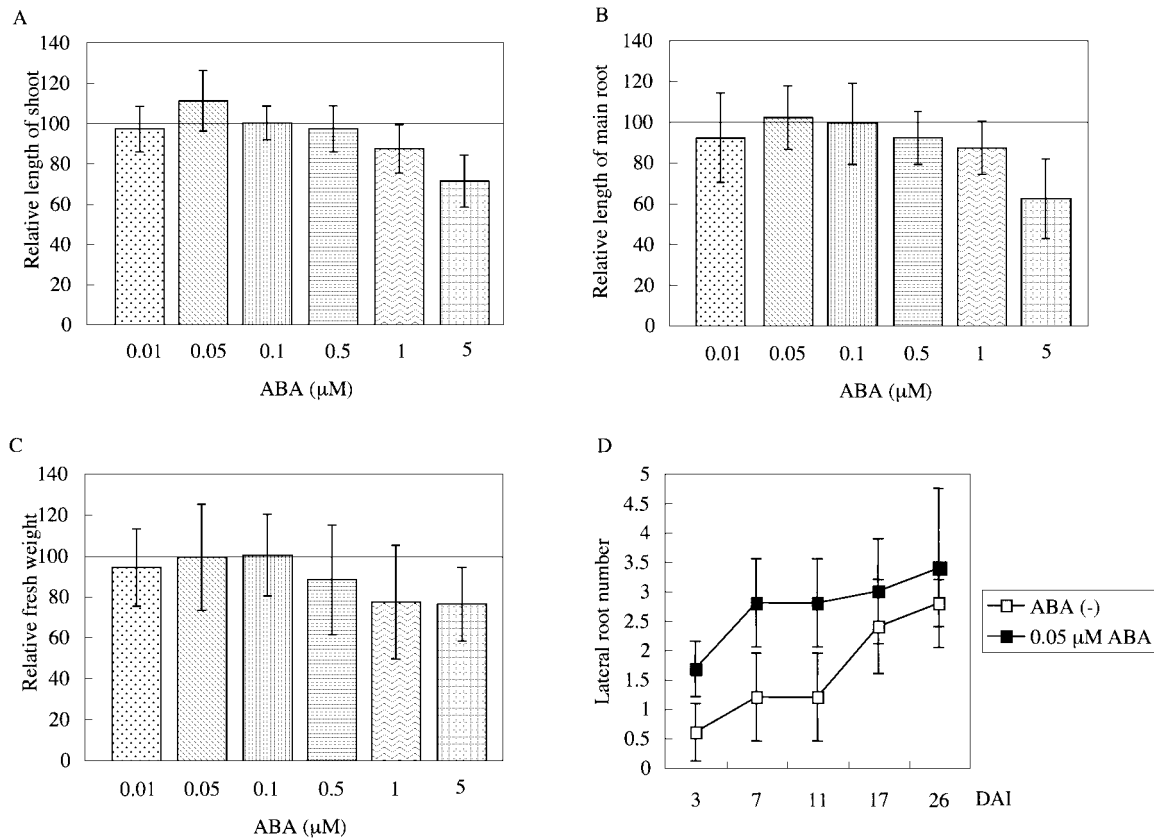 A
Relative length of shoot
140
120
100
80
60
40
20
0
0.01 0.05 0.1 0.5 1 5
ABA (μM)
B
Relative length of main root
140
120
100
80
60
40
20
0
0.01 0.05 0.1 0.5 1 5
ABA (μM)
C
Relative fresh weight
140
120
100
80
60
40
20
0
0.01 0.05 0.1 0.5 1 5
ABA (μM)
D
Lateral root number
5
4.5
4
3.5
3
2.5
2
1.5
1
0.5
0
3 7 11 17 26 DAI
ABA (-)
0.05 μM ABA